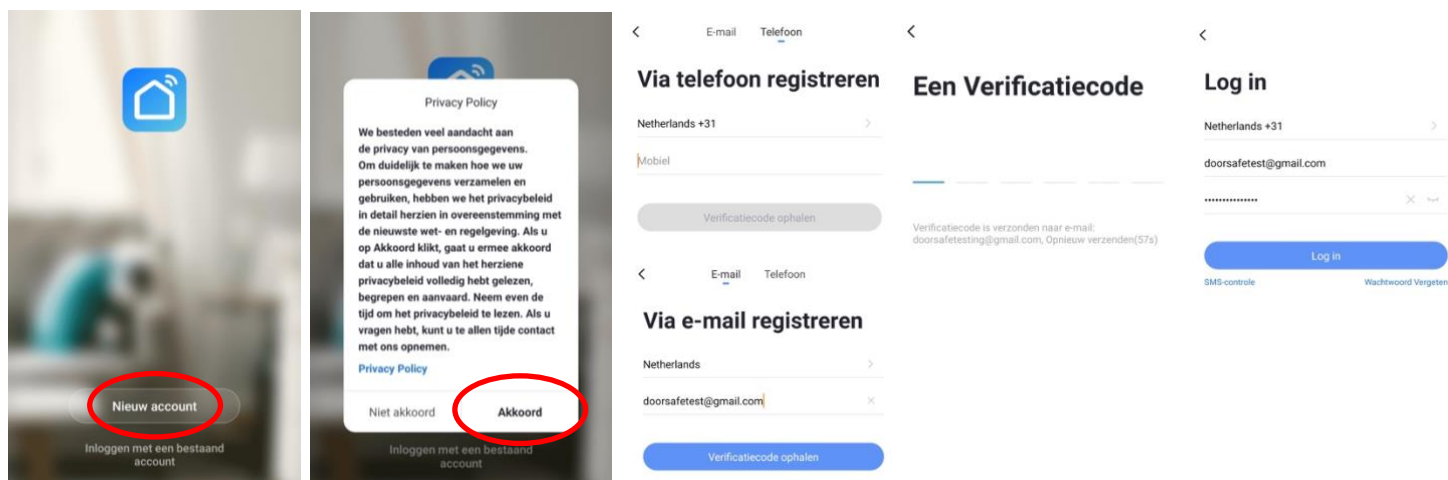 Nieuw account
Inloggen met een bestaand
account
Privacy Policy
We besteden veel aandacht aan
de privacy van persoonsgegevens.
Om duidelijk te maken hoe we uw
persoonsgegevens verzamelen en
gebruiken, hebben we het privacybeleid
in detail herzien in overeenstemming met
de nieuwste wet- en regelgeving. Als u
op Akkoord klikt, gaat u ermee akkoord
dat u alle inhoud van het herziene
privacybeleid volledig hebt gelezen,
begrepen en aanvaard. Neem even de
tijd om het privacybeleid te lezen. Als u
vragen hebt, kunt u te allen tijde contact
met ons opnemen.
Privacy Policy
Niet akkoord Akkoord
Inloggen met een bestaand
account
E-mail Telefoon
Via telefoon registreren
Netherlands +31
Mobiel
Verificatiecode ophalen
E-mail Telefoon
Via e-mail registreren
Netherlands
doorsafetest@gmail.com
Verificatiecode ophalen
Een Verificatiecode
Verificatiecode is verzonden naar e-mail:
doorsafetesting@gmail.com, Opnieuw verzenden(57s)
Log in
Netherlands +31
doorsafetest@gmail.com
Log in
SMS-controle Wachtwoord Vergeten